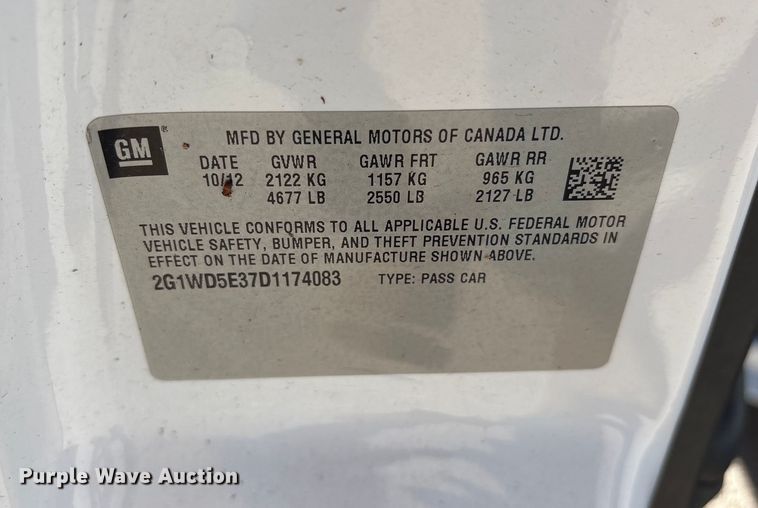 GM
®
MFD BY GENERAL MOTORS OF CANADA LTD.
DATE GVWR GAWR FRT GAWR RR
10/12 2122 KG 1157 KG 965 KG
4677 LB 2550 LB 2127 LB
THIS VEHICLE CONFORMS TO ALL APPLICABLE U.S. FEDERAL MOTOR
VEHICLE SAFETY, BUMPER, AND THEFT PREVENTION STANDARDS IN
EFFECT ON THE DATE OF MANUFACTURE SHOWN ABOVE.
2G1WD5E37D1174083 TYPE: PASS CAR
Purple Wave Auction